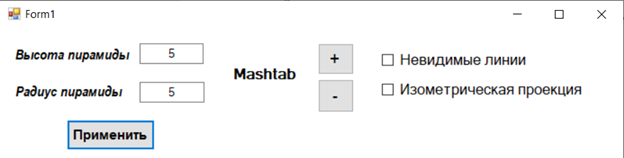 Form1
Высота пирамиды 5
Радиус пирамиды 5
Применить
Mashtab
+
-
Невидимые линии
Изометрическая проекция